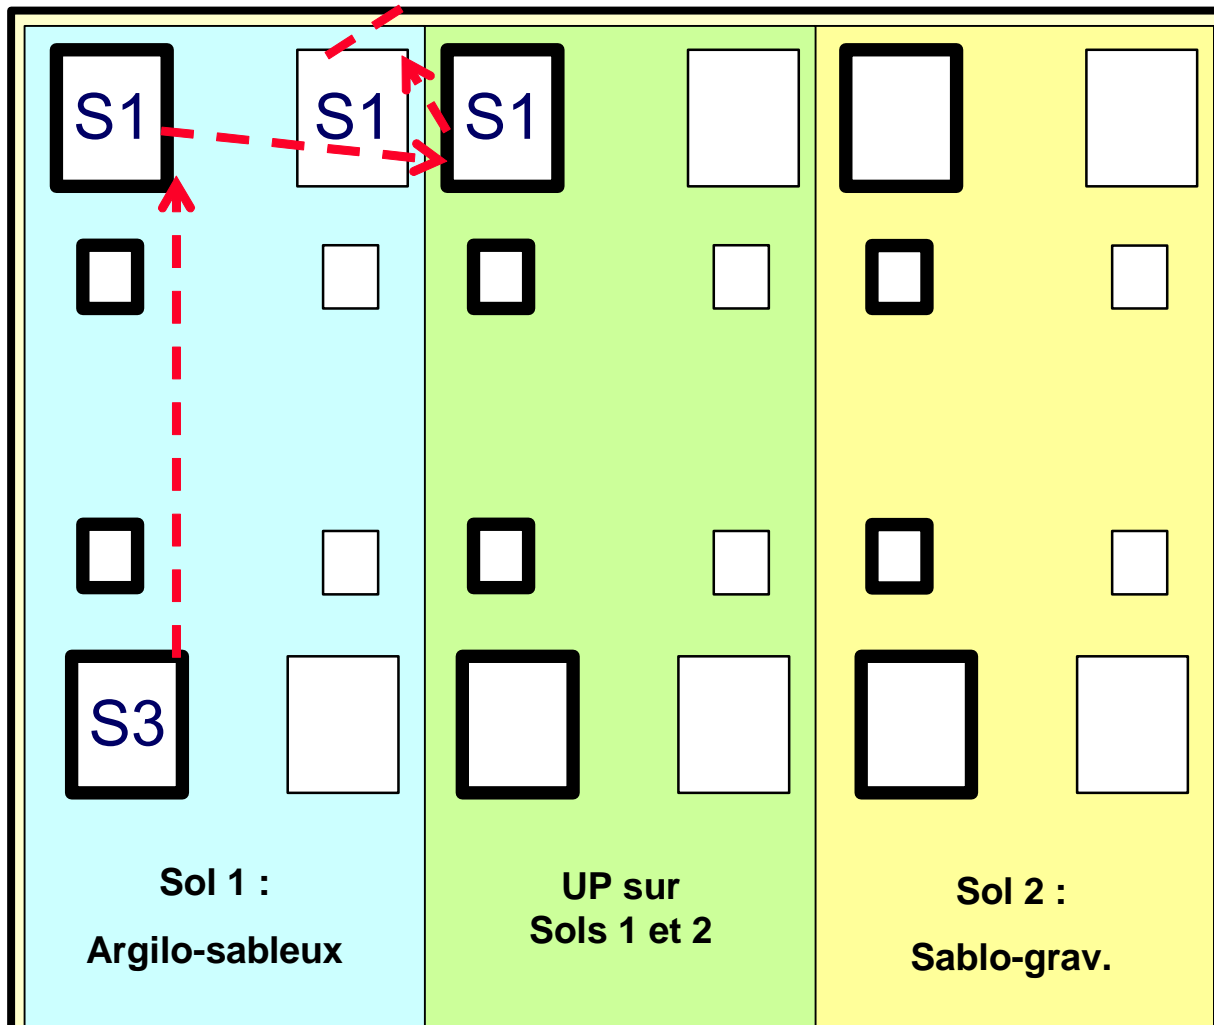 S1
S1
S1
S3
Sol 1 :
Argilo-sableux
UP sur
Sols 1 et 2
Sol 2 :
Sablo-grav.